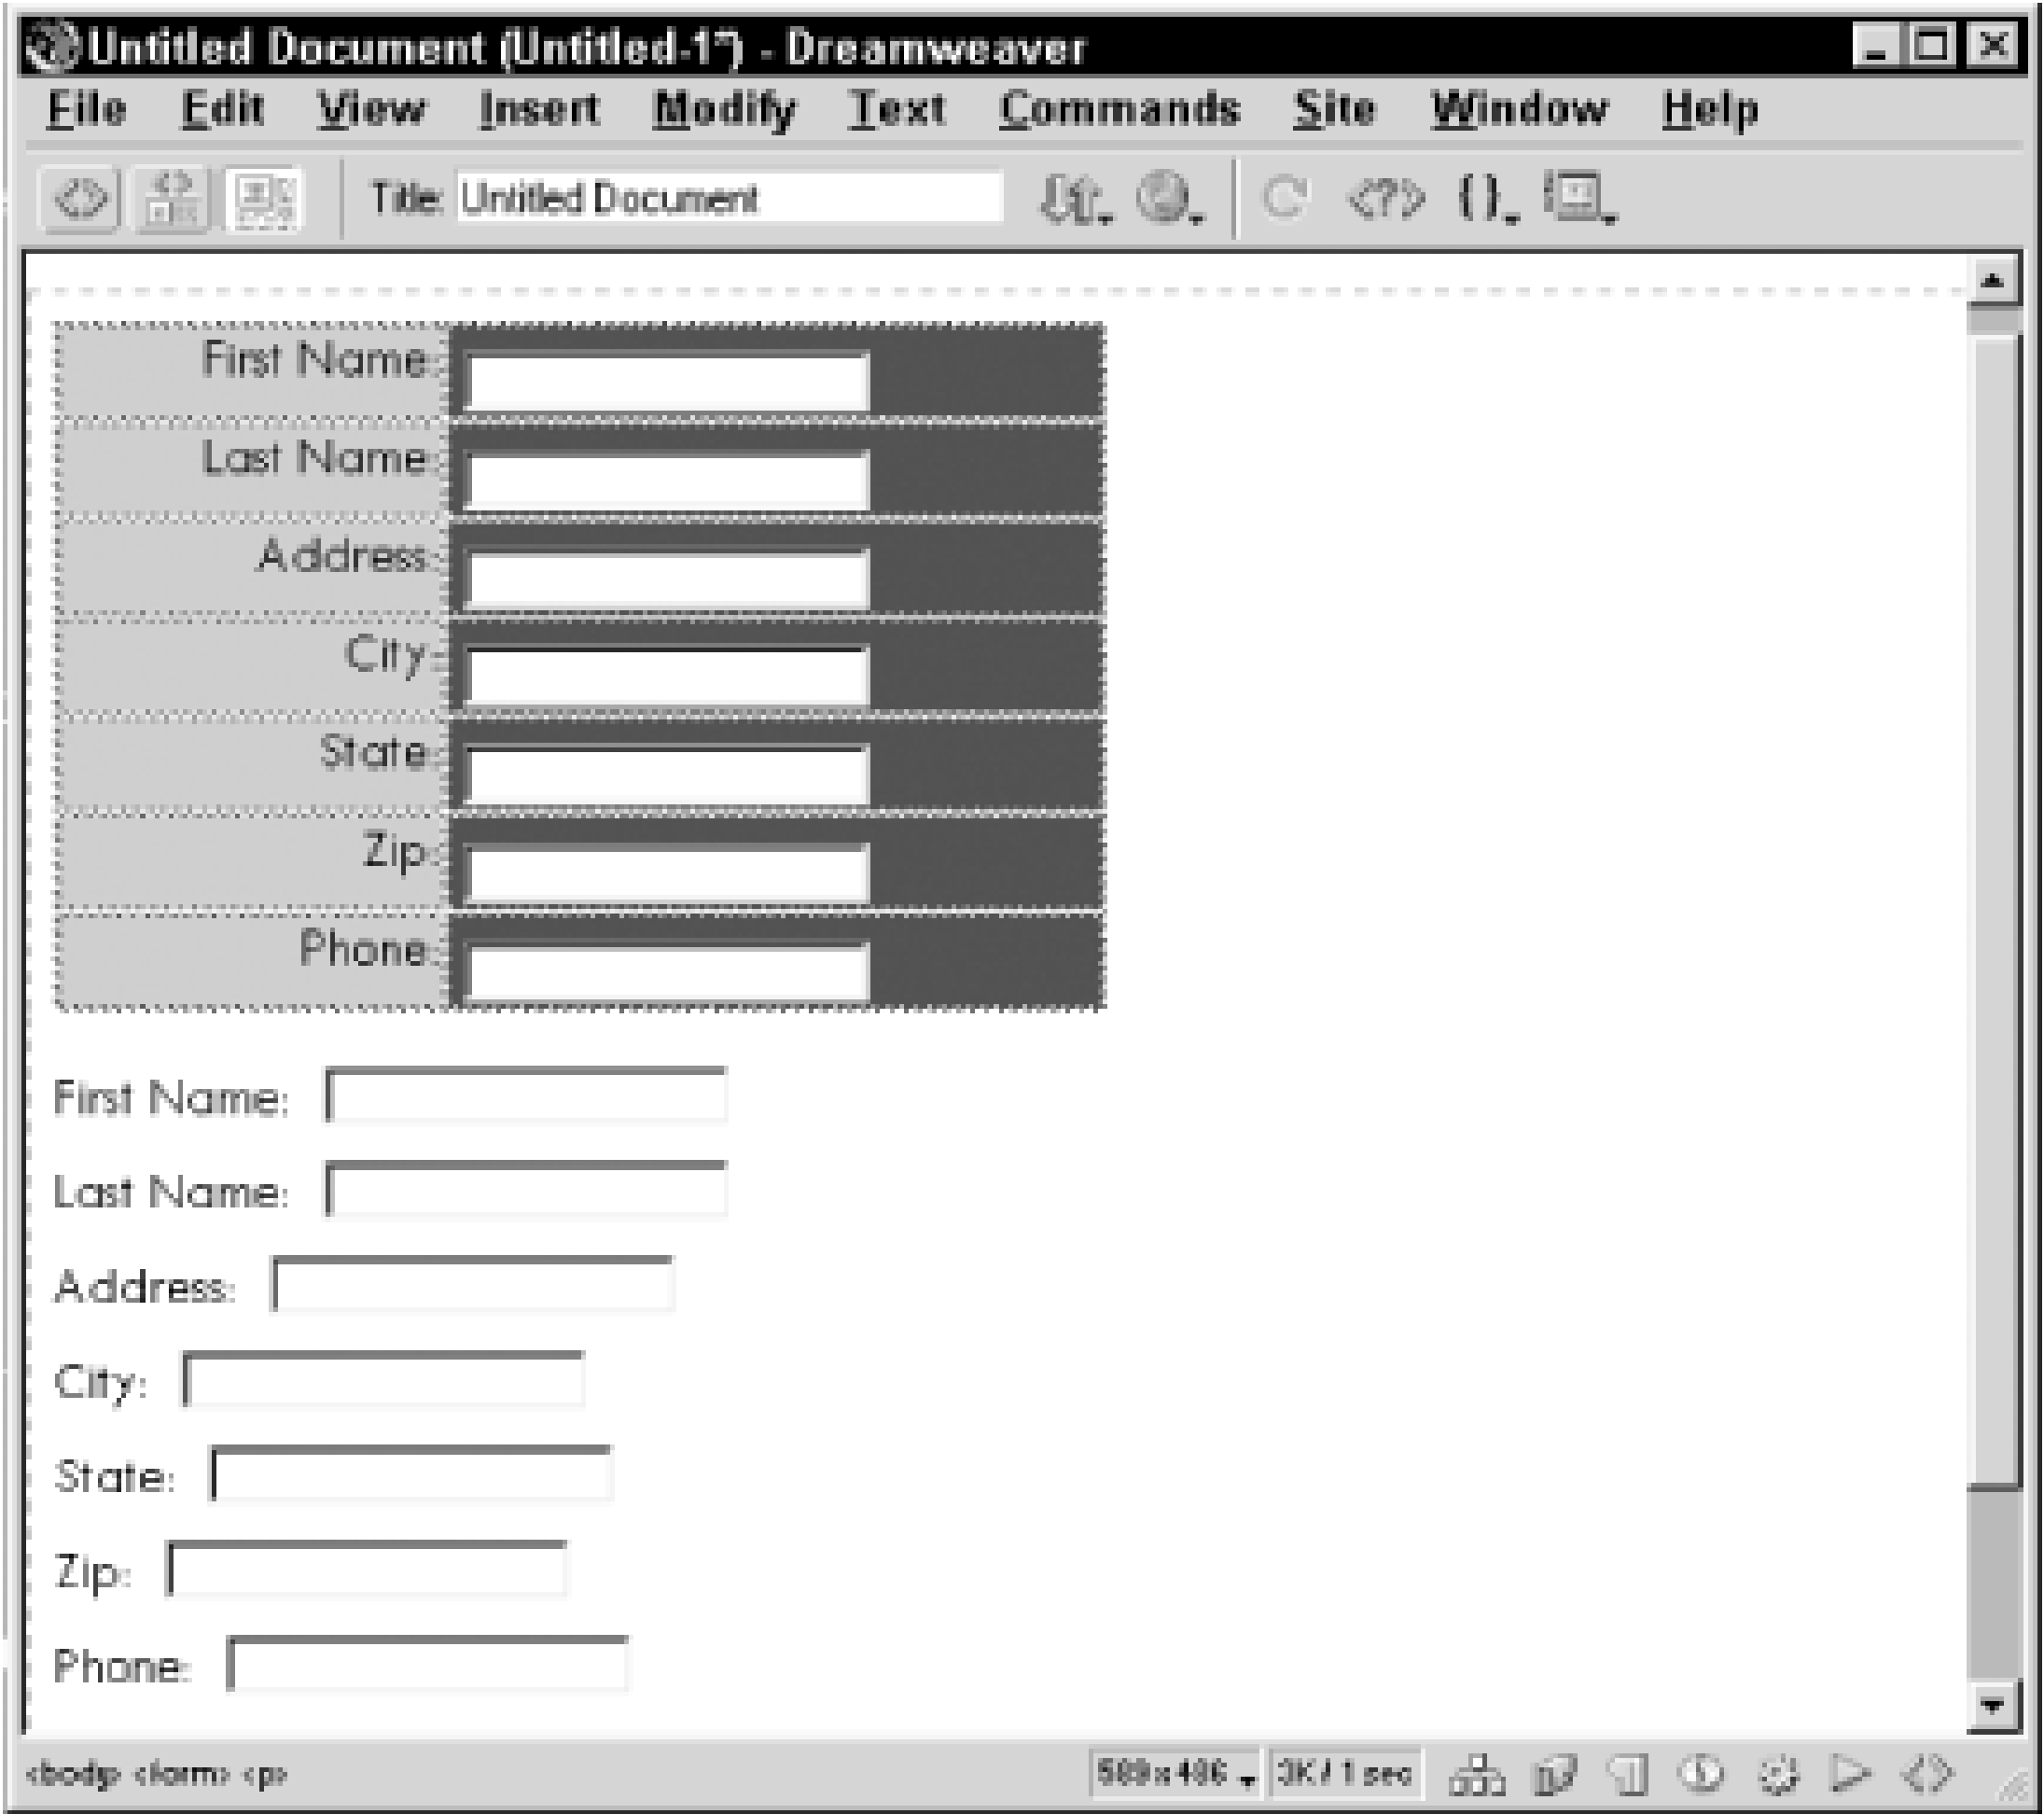 Untitled Document (Untitled-1*) - Dreamweaver
File Edit View Insert Modify Text Commands Site Window Help
Title: Untitled Document
First Name:
Last Name:
Address:
City:
State:
Zip:
Phone:
First Name:
Last Name:
Address:
City:
State:
Zip:
Phone:
<body> <form> <p> 3K / 1 sec